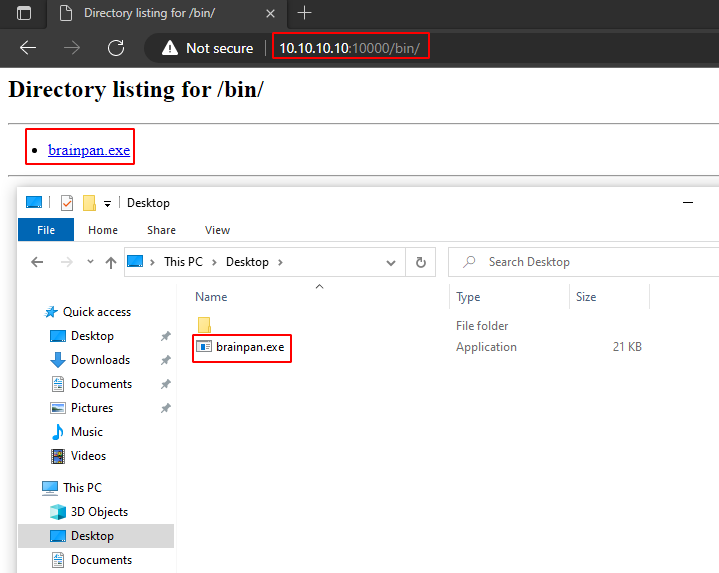 Directory listing for /bin/
Not secure
10.10.10.10:10000/bin/
Directory listing for /bin/
brainpan.exe
Desktop
File Home Share View
This PC Desktop
Search Desktop
Name Type Size
File folder
brainpan.exe Application 21 KB
Quick access
Desktop
Downloads
Documents
Pictures
Music
Videos
This PC
3D Objects
Desktop
Documents